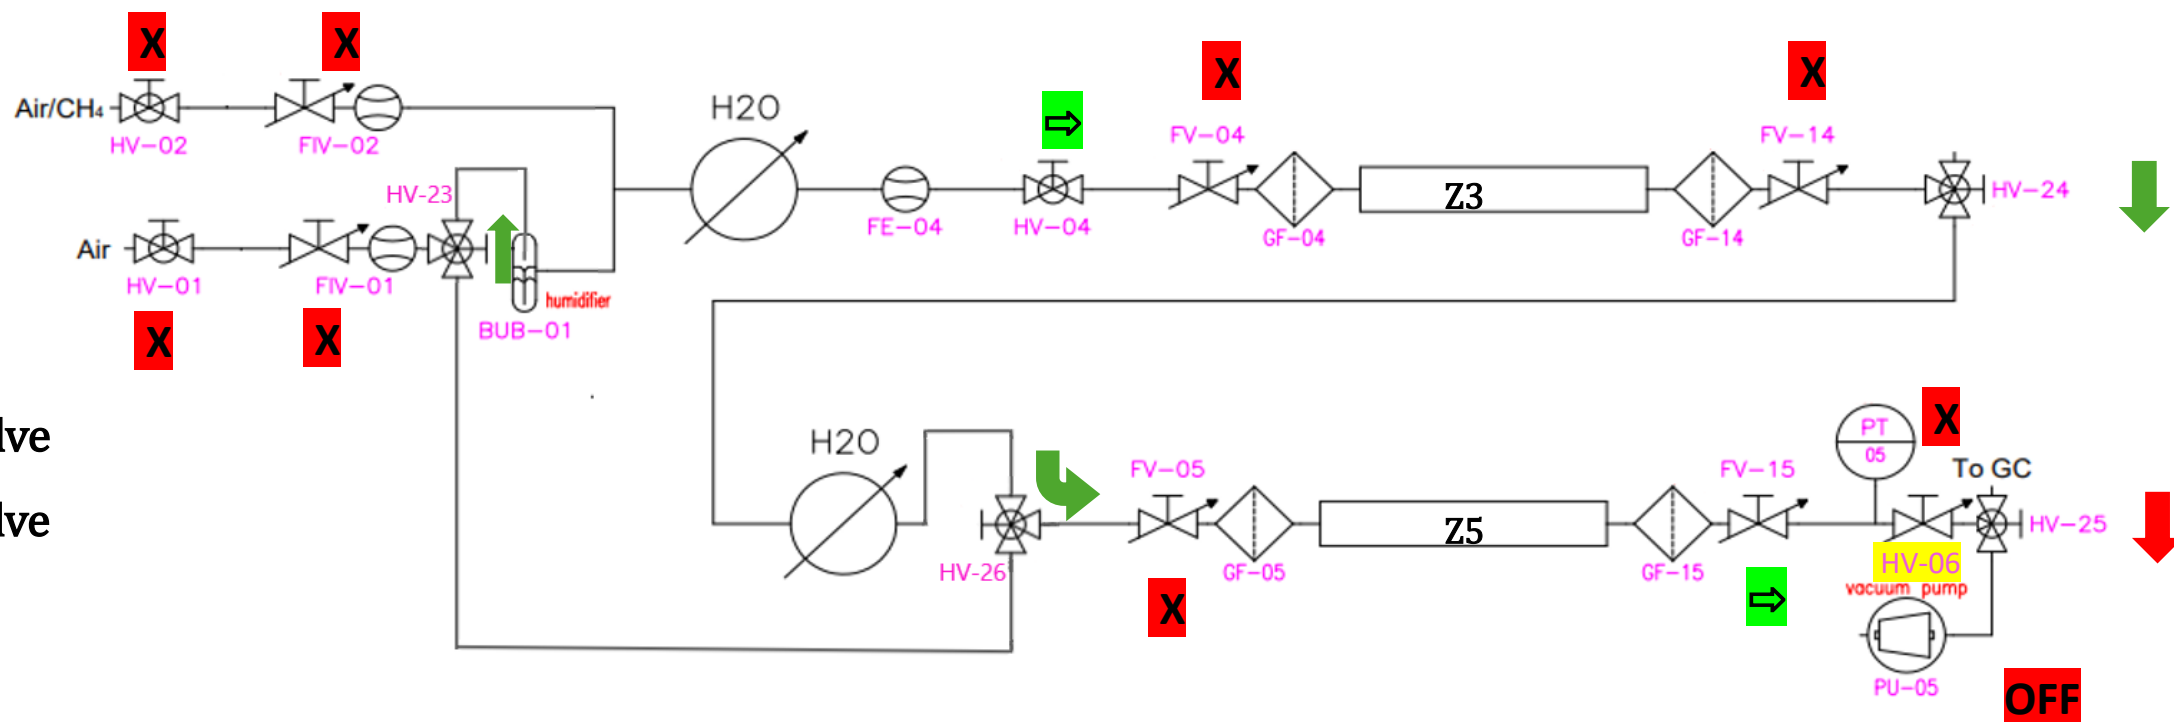 X X
Air/CH₄
HV-02 FIV-02
H2O
⇨
X
FV-04
X
FV-14
HV-23
Z3
HV-24
FE-04 HV-04 GF-04 GF-14
Air
HV-01 FIV-01
humidifier
BUB-01
X X
lve
lve
H2O
HV-26
FV-05
X
GF-05
Z5
GF-15
FV-15
⇨
PT
05
X
To GC
HV-25
HV-06
vacuum pump
PU-05
OFF